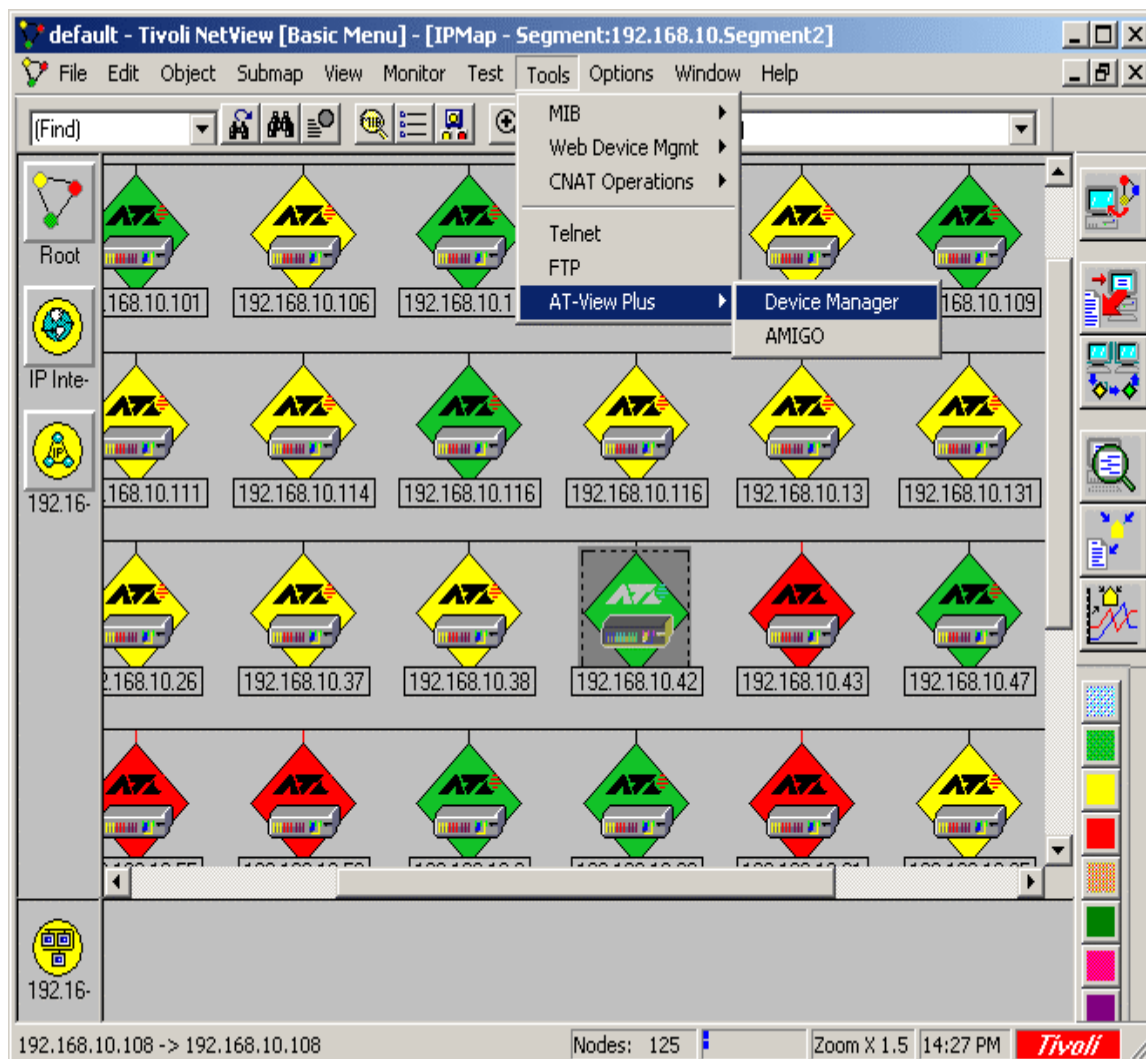 default - Tivoli NetView [Basic Menu] - [IPMap - Segment:192.168.10.Segment2]
File Edit Object Submap View Monitor Test Tools Options Window Help
(Find)
MIB
Web Device Mgmt
CNAT Operations
Telnet
FTP
AT-View Plus
Device Manager
AMIGO
Root
IP Inte-
192.16-
.168.10.101 192.168.10.106 192.168.10.1 168.10.109
.168.10.111 192.168.10.114 192.168.10.116 192.168.10.116 192.168.10.13 192.168.10.131
2.168.10.26 192.168.10.37 192.168.10.38 192.168.10.42 192.168.10.43 192.168.10.47
192.16-
192.168.10.108 -> 192.168.10.108 Nodes: 125 Zoom X 1.5 14:27 PM Tivoli